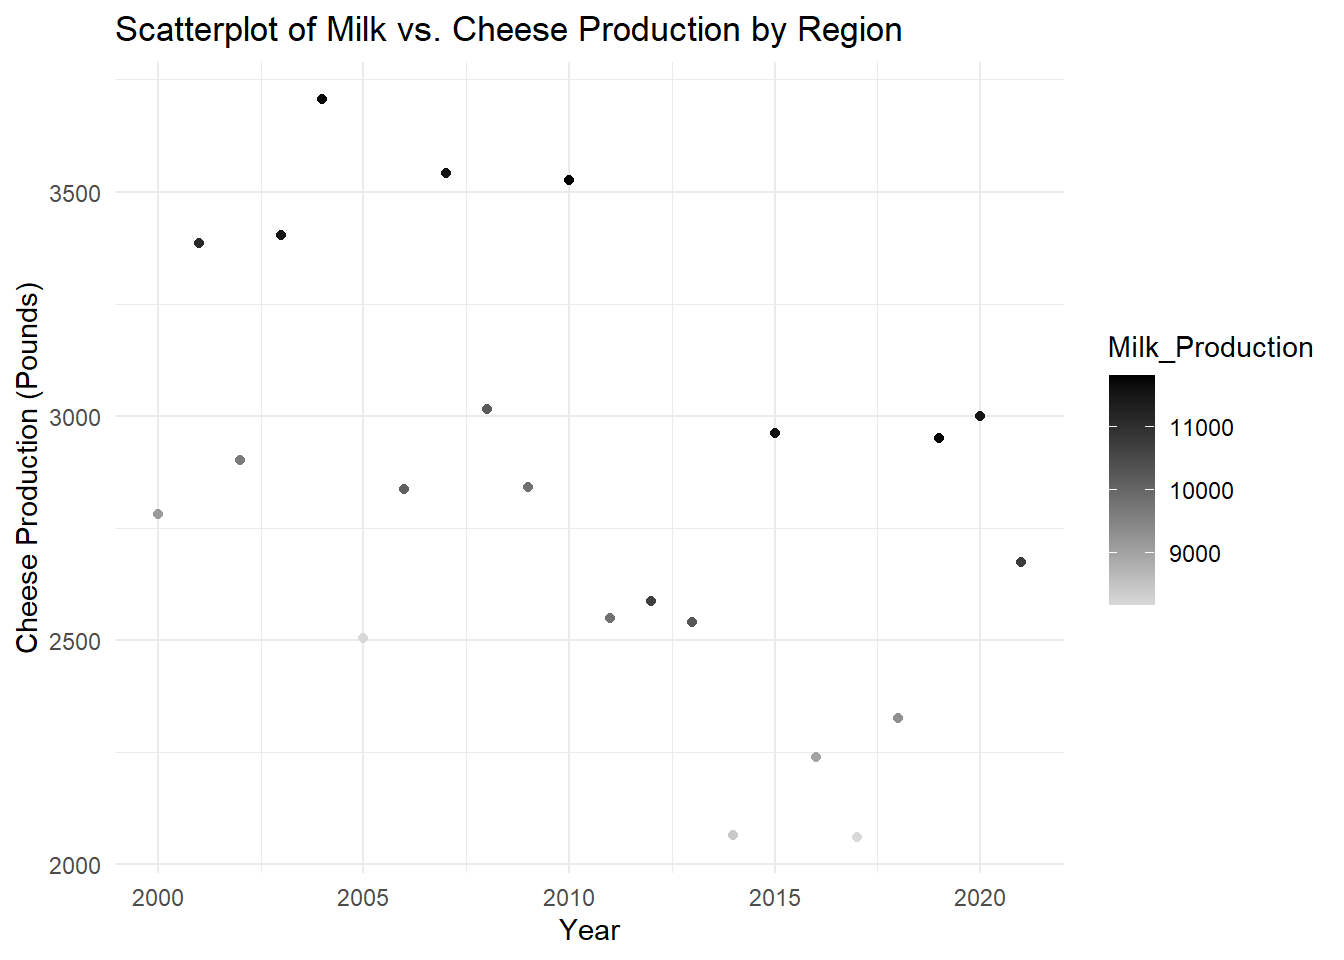 Scatterplot of Milk vs. Cheese Production by Region
Cheese Production (Pounds)
3500
3000
2500
2000
2000 2005 2010 2015 2020
Year
Milk_Production
11000
10000
9000